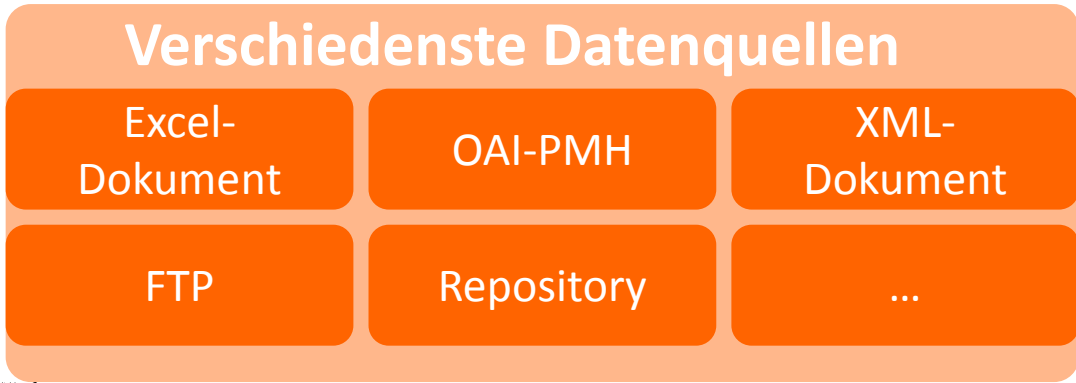 Verschiedenste Datenquellen
Excel-
Dokument
OAI-PMH
XML-
Dokument
FTP
Repository
...